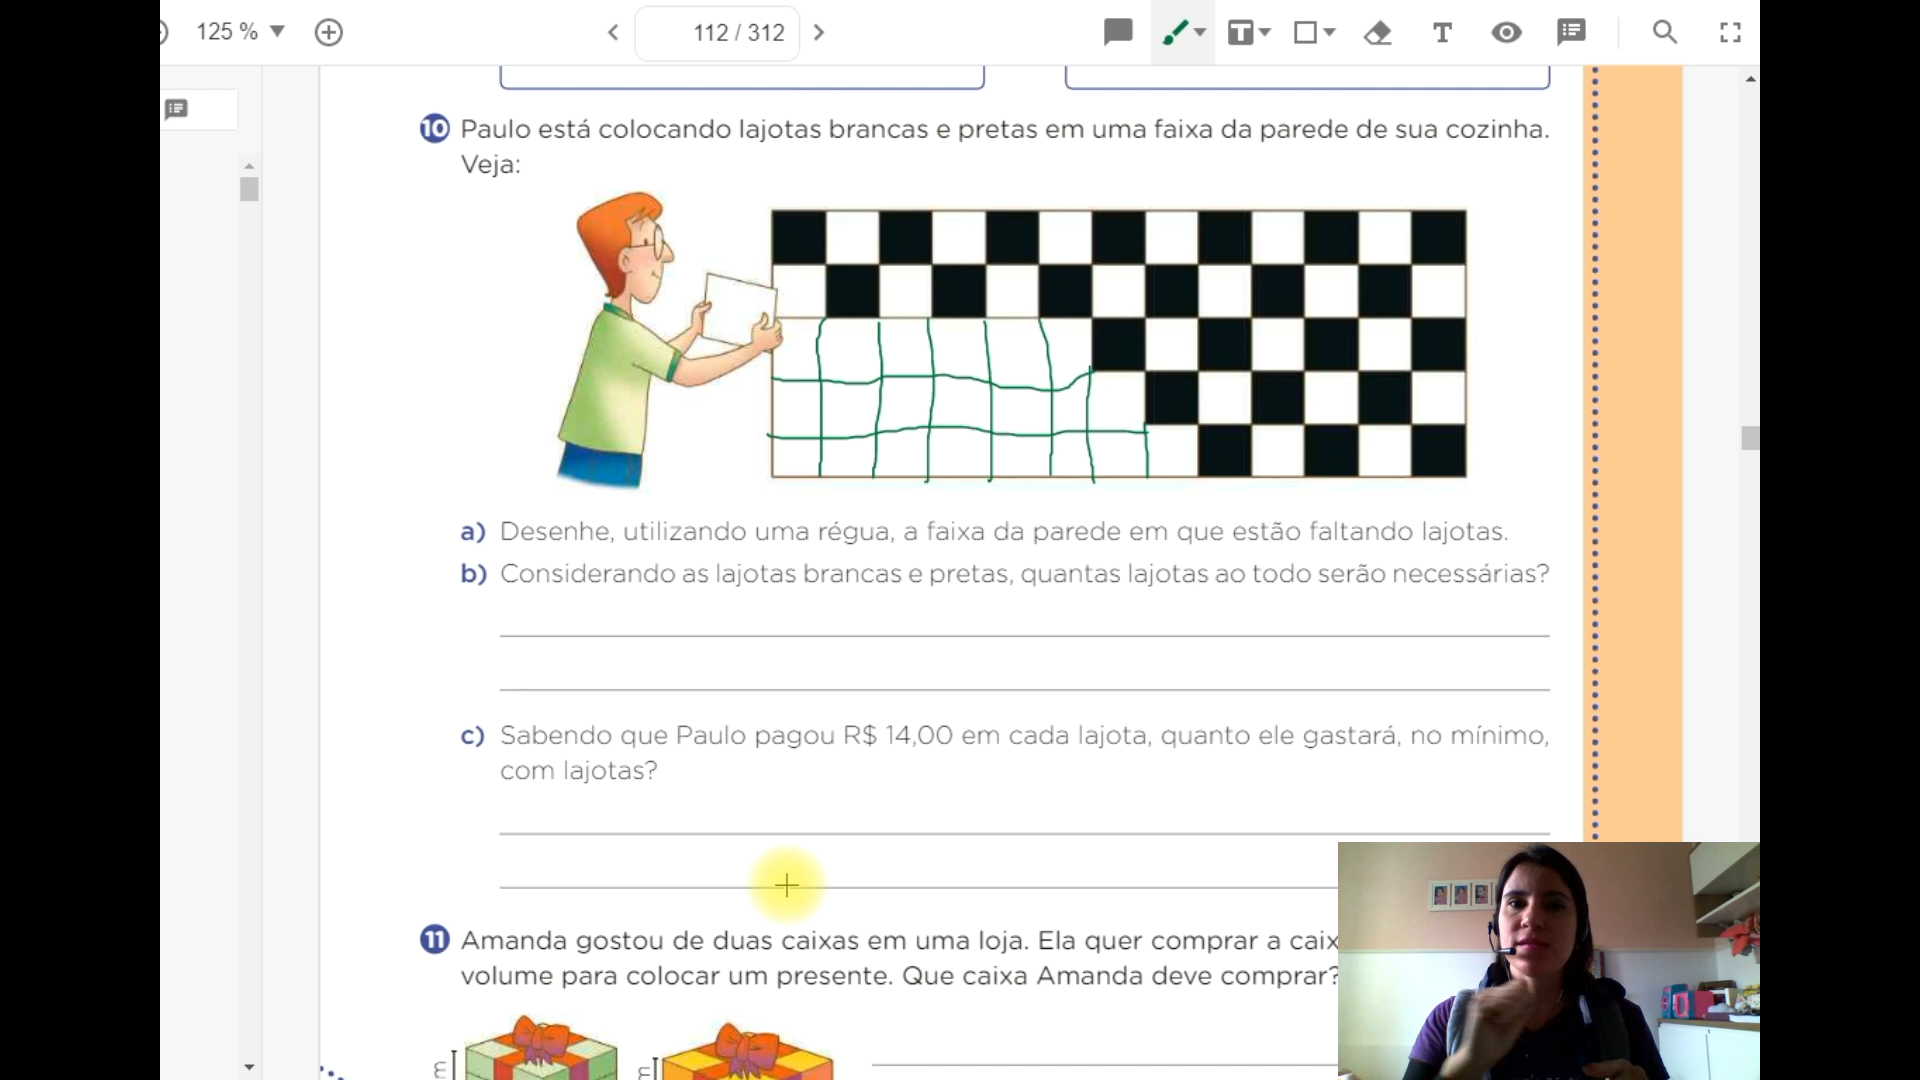 125 %
112 / 312
10 Paulo está colocando lajotas brancas e pretas em uma faixa da parede de sua cozinha.
Veja:
a) Desenhe, utilizando uma régua, a faixa da parede em que estão faltando lajotas.
b) Considerando as lajotas brancas e pretas, quantas lajotas ao todo serão necessárias?
c) Sabendo que Paulo pagou R$ 14,00 em cada lajota, quanto ele gastará, no mínimo,
com lajotas?
11 Amanda gostou de duas caixas em uma loja. Ela quer comprar a caix
volume para colocar um presente. Que caixa Amanda deve comprar?